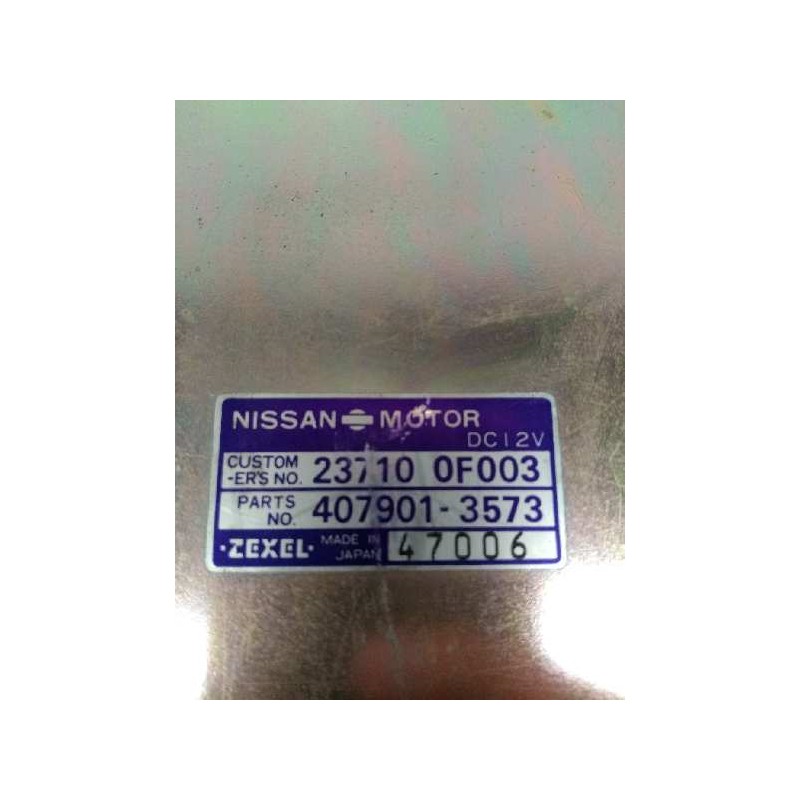 NISSAN MOTOR
DC12V
CUSTOM
-ER'S NO. 23710 0F003
PARTS
NO. 407901-3573
·ZEXEL· MADE IN
JAPAN 47006